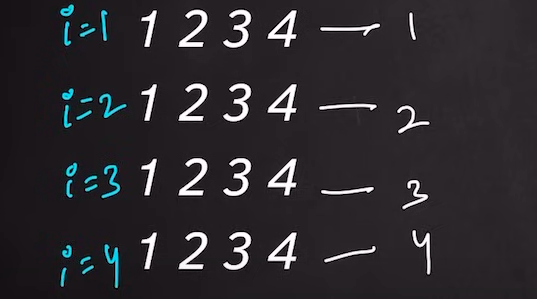 i=1 1 2 3 4 — 1
i=2 1 2 3 4 — 2
i=3 1 2 3 4 — 3
i=4 1 2 3 4 — 4